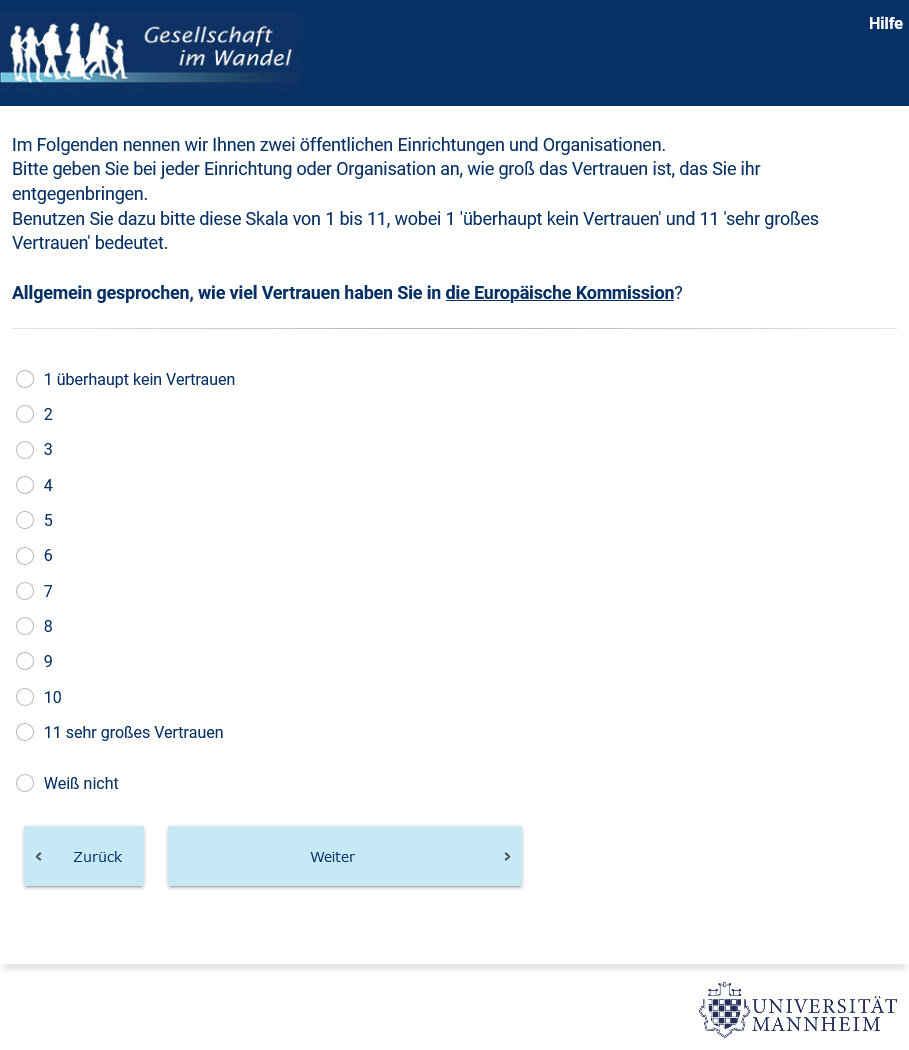 Gesellschaft
im Wandel
Hilfe
Im Folgenden nennen wir Ihnen zwei öffentlichen Einrichtungen und Organisationen.
Bitte geben Sie bei jeder Einrichtung oder Organisation an, wie groß das Vertrauen ist, das Sie ihr
entgegenbringen.
Benutzen Sie dazu bitte diese Skala von 1 bis 11, wobei 1 'überhaupt kein Vertrauen' und 11 'sehr großes
Vertrauen' bedeutet.
Allgemein gesprochen, wie viel Vertrauen haben Sie in die Europäische Kommission?
1 überhaupt kein Vertrauen
2
3
4
5
6
7
8
9
10
11 sehr großes Vertrauen
Weiß nicht
Zurück
Weiter
UNIVERSITÄT
MANNHEIM